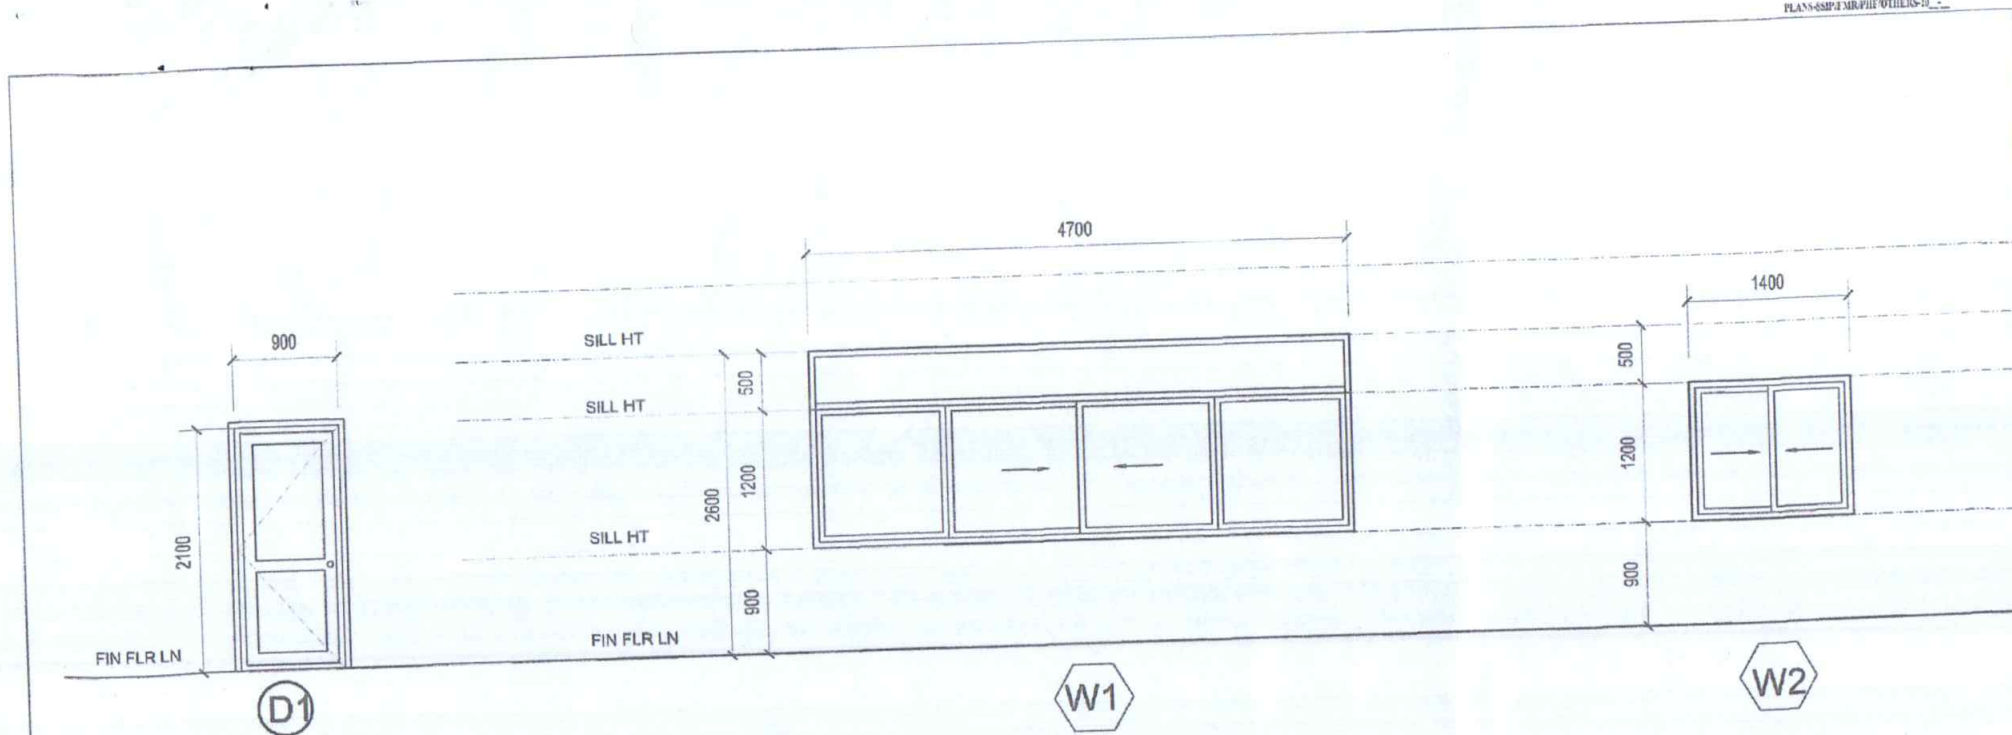 4700
1400
900
SILL HT
500
500
SILL HT
1200
1200
2600
2100
SILL HT
900
900
FIN FLR LN
FIN FLR LN
D1
W1
W2